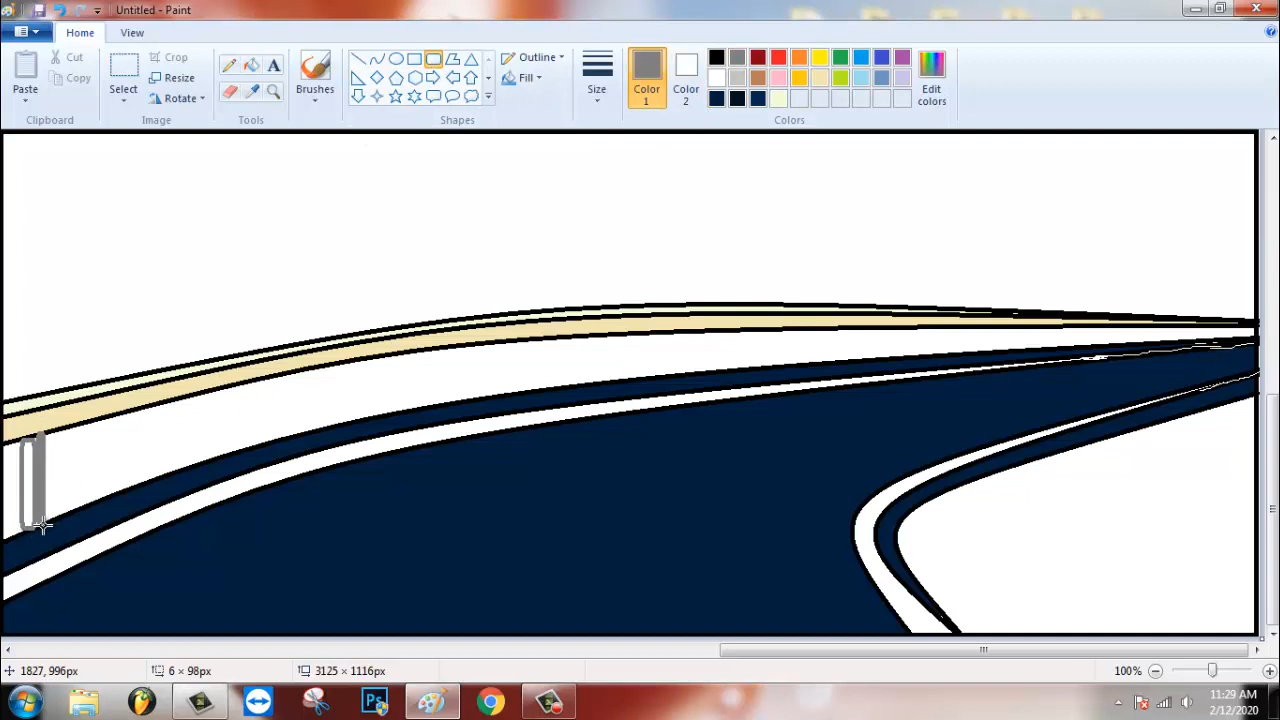 Untitled - Paint
Home View
Paste
Cut
Copy
Clipboard
Select
Crop
Resize
Rotate
Image
Tools
Brushes
Outline
Fill
Shapes
Size
Color 1
Color 2
Edit colors
Colors
1827, 996px
6 × 98px
3125 × 1116px
100%
Ps
11:29 AM
2/12/2020